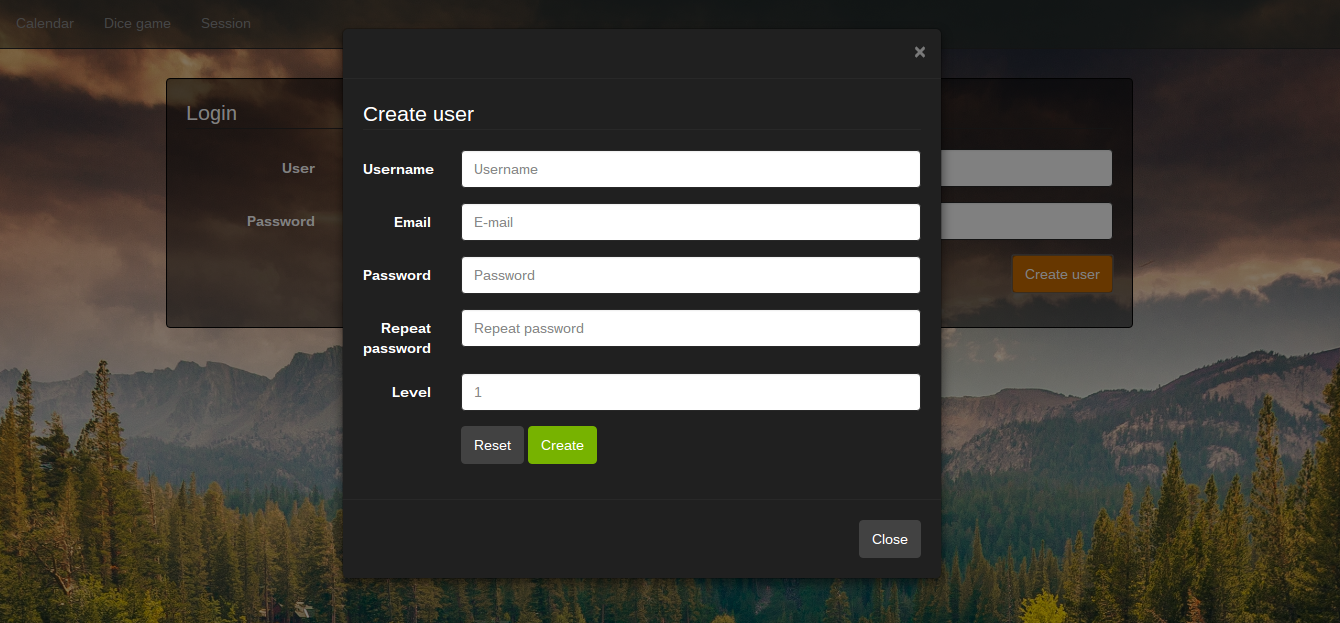 Calendar Dice game Session
×
Login
Create user
User
Password
Create user
Username Username
Email E-mail
Password Password
Repeat password Repeat password
Level 1
Reset Create
Close